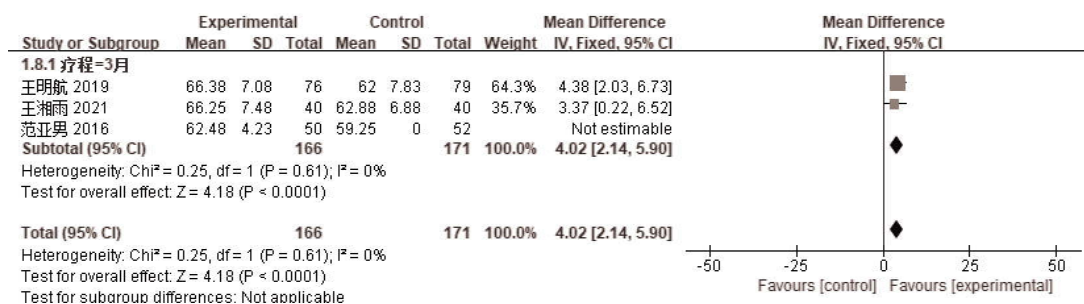 Experimental Control Mean Difference Mean Difference
Study or Subgroup Mean SD Total Mean SD Total Weight IV, Fixed, 95% CI IV, Fixed, 95% CI
1.8.1 疗程=3月
王明航 2019 66.38 7.08 76 62 7.83 79 64.3% 4.38 [2.03, 6.73]
王湘雨 2021 66.25 7.48 40 62.88 6.88 40 35.7% 3.37 [0.22, 6.52]
范亚男 2016 62.48 4.23 50 59.25 0 52 Not estimable
Subtotal (95% CI) 166 171 100.0% 4.02 [2.14, 5.90]
Heterogeneity: Chi² = 0.25, df = 1 (P = 0.61); I² = 0%
Test for overall effect: Z = 4.18 (P < 0.0001)
Total (95% CI) 166 171 100.0% 4.02 [2.14, 5.90]
Heterogeneity: Chi² = 0.25, df = 1 (P = 0.61); I² = 0%
Test for overall effect: Z = 4.18 (P < 0.0001)
Test for subgroup differences: Not applicable
-50 -25 0 25 50
Favours [control] Favours [experimental]